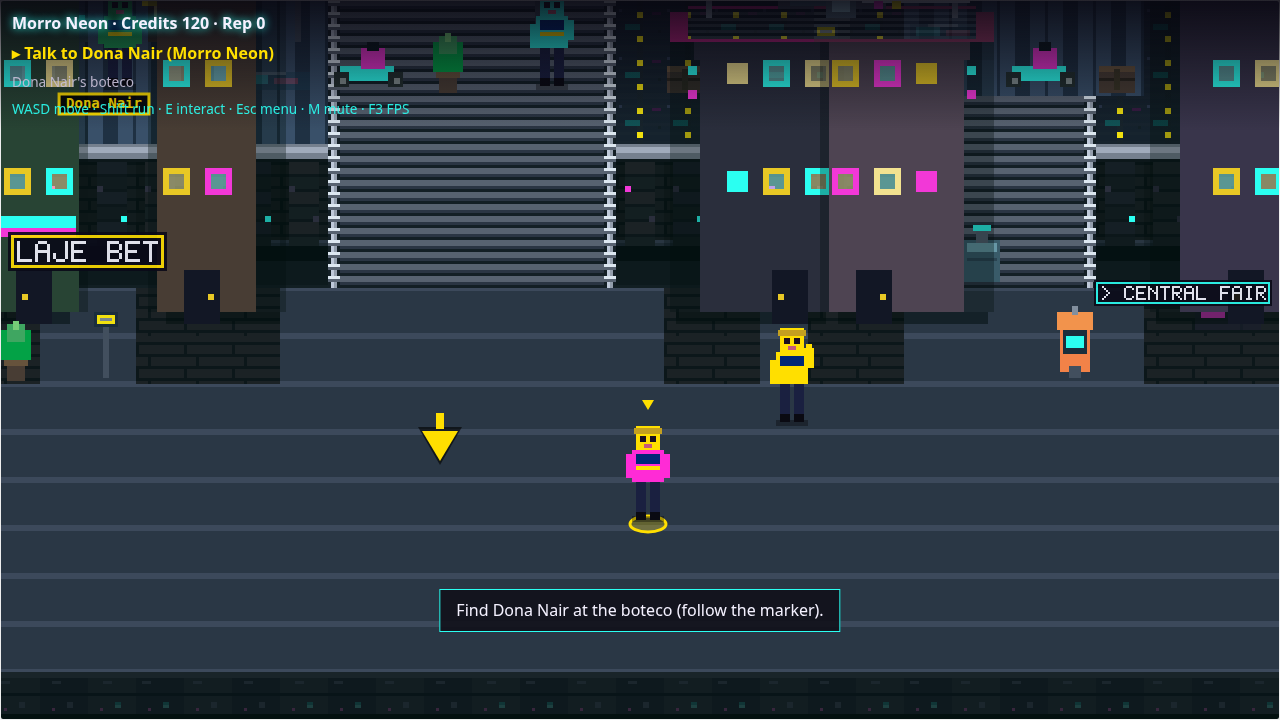 Morro Neon · Credits 120 · Rep 0
▸ Talk to Dona Nair (Morro Neon)
Dona Nair's boteco
Dona Nair
WASD move · Shift run · E interact · Esc menu · M mute · F3 FPS
LAJE BET
> CENTRAL FAIR
Find Dona Nair at the boteco (follow the marker).